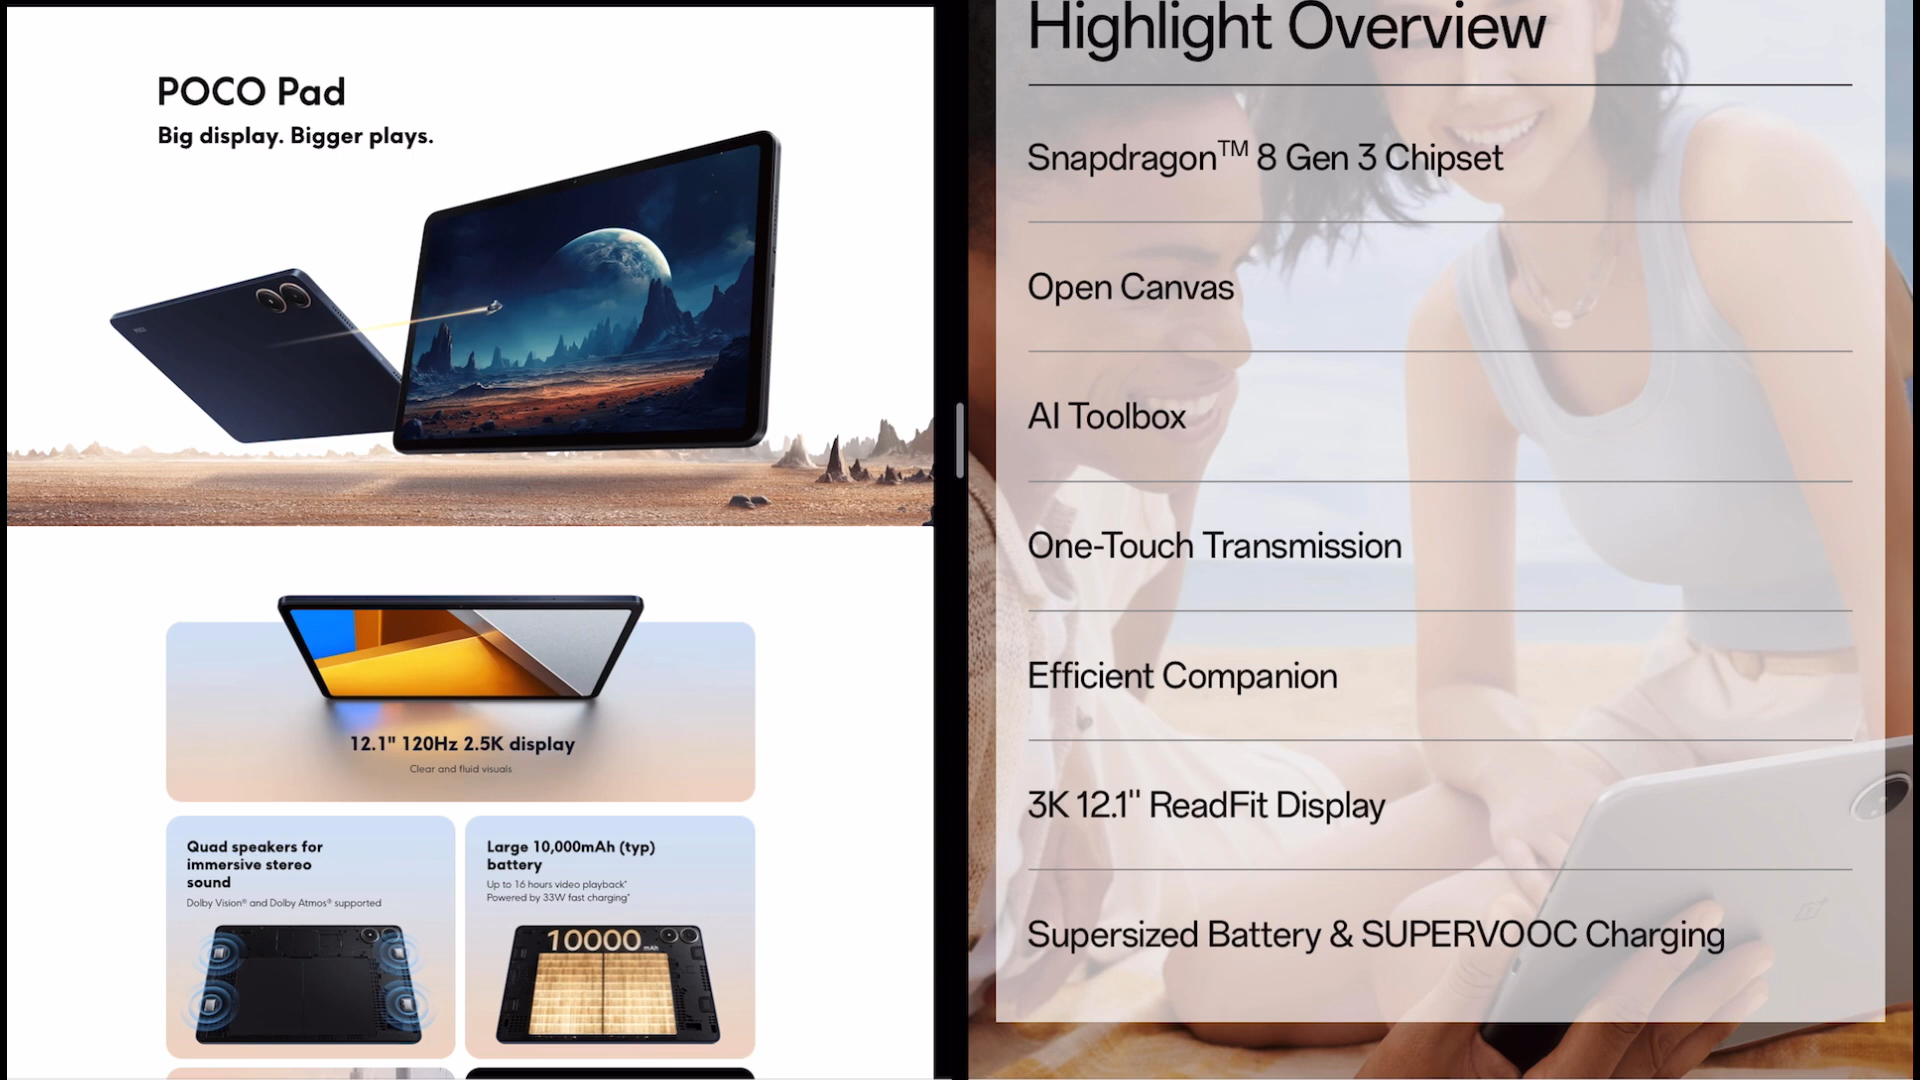 POCO Pad
Big display. Bigger plays.
12.1" 120Hz 2.5K display
Clear and fluid visuals
Quad speakers for
immersive stereo
sound
Dolby Vision® and Dolby Atmos® supported
Large 10,000mAh (typ)
battery
Up to 16 hours video playback*
Powered by 33W fast charging*
10000 mAh
Highlight Overview
Snapdragon™ 8 Gen 3 Chipset
Open Canvas
AI Toolbox
One-Touch Transmission
Efficient Companion
3K 12.1" ReadFit Display
Supersized Battery & SUPERVOOC Charging